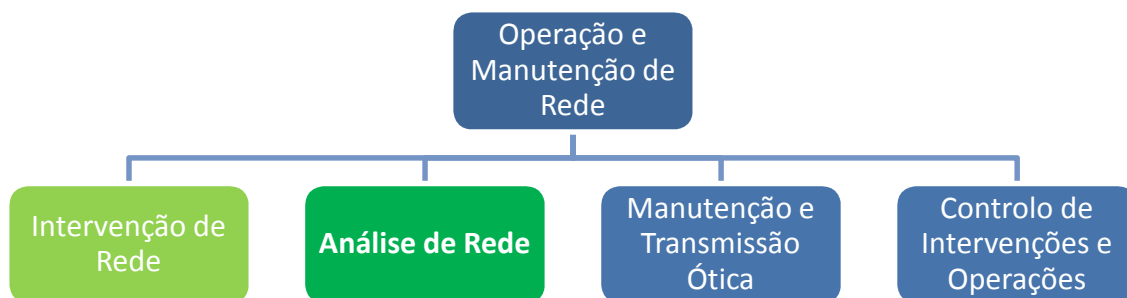 Operação e
Manutenção de
Rede
Intervenção de
Rede
Análise de Rede
Manutenção e
Transmissão
Ótica
Controlo de
Intervenções e
Operações